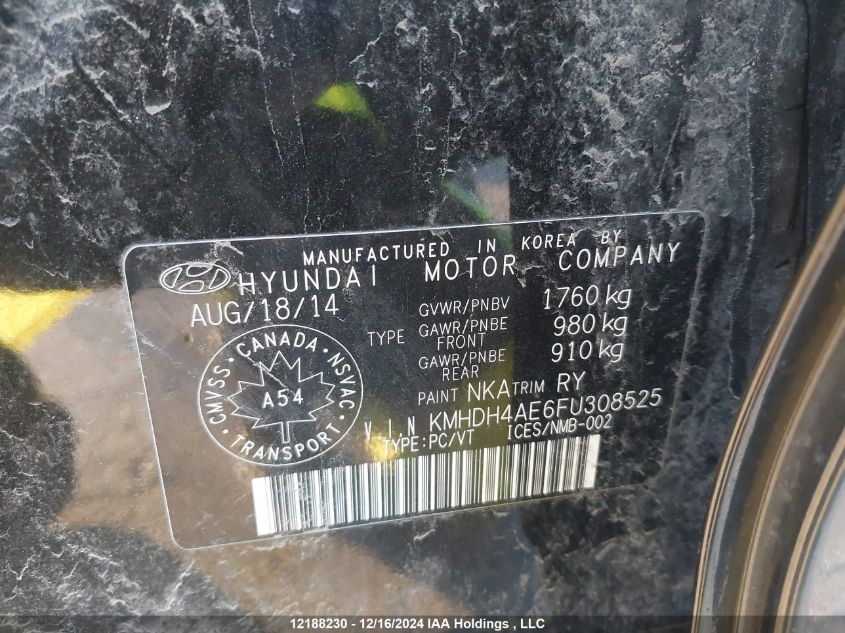 MANUFACTURED IN KOREA BY
HYUNDAI MOTOR COMPANY
AUG/18/14
GVWR/PNBV 1760 kg
TYPE GAWR/PNBE FRONT 980 kg
GAWR/PNBE REAR 910 kg
PAINT NKA TRIM RY
V.I.N KMHDH4AE6FU308525
TYPE:PC/VT ICES/NMB-002
CMVSS · CANADA · NSVAC · TRANSPORT ·
A54
12188230 - 12/16/2024 IAA Holdings , LLC